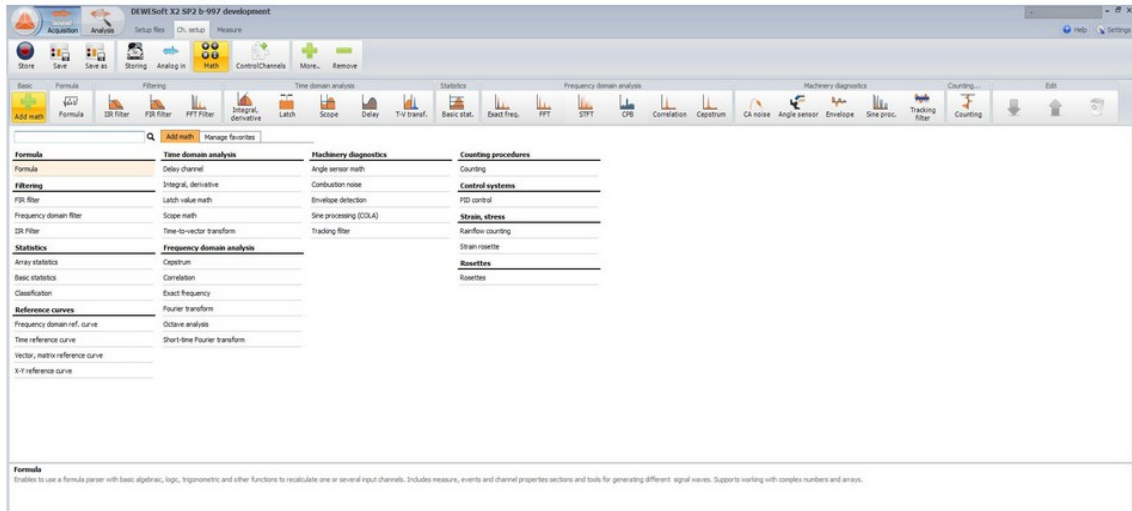 DEWESoft X2 SP2 b-997 development
Acquisition Analysis Setup files Ch. setup Measure
Help Settings
Store Save Save as Storing Analog in Math ControlChannels More... Remove
Basic Formula Filtering Time domain analysis Statistics Frequency domain analysis Machinery diagnostics Counting... Edit
Add math Formula IIR filter FIR filter FFT Filter Integral, derivative Latch Scope Delay T-V transf. Basic stat. Exact freq. FFT STFT CPB Correlation Cepstrum CA noise Angle sensor Envelope Sine proc. Tracking filter Counting
Add math Manage favorites
Formula
Formula
Filtering
FIR filter
Frequency domain filter
IIR Filter
Statistics
Array statistics
Basic statistics
Classification
Reference curves
Frequency domain ref. curve
Time reference curve
Vector, matrix reference curve
X-Y reference curve
Time domain analysis
Delay channel
Integral, derivative
Latch value math
Scope math
Time-to-vector transform
Frequency domain analysis
Cepstrum
Correlation
Exact frequency
Fourier transform
Octave analysis
Short-time Fourier transform
Machinery diagnostics
Angle sensor math
Combustion noise
Envelope detection
Sine processing (COLA)
Tracking filter
Counting procedures
Counting
Control systems
PID control
Strain, stress
Rainflow counting
Strain rosette
Rosettes
Rosettes
Formula
Enables to use a formula parser with basic algebraic, logic, trigonometric and other functions to recalculate one or several input channels. Includes measure, events and channel properties sections and tools for generating different signal waves. Supports working with complex numbers and arrays.